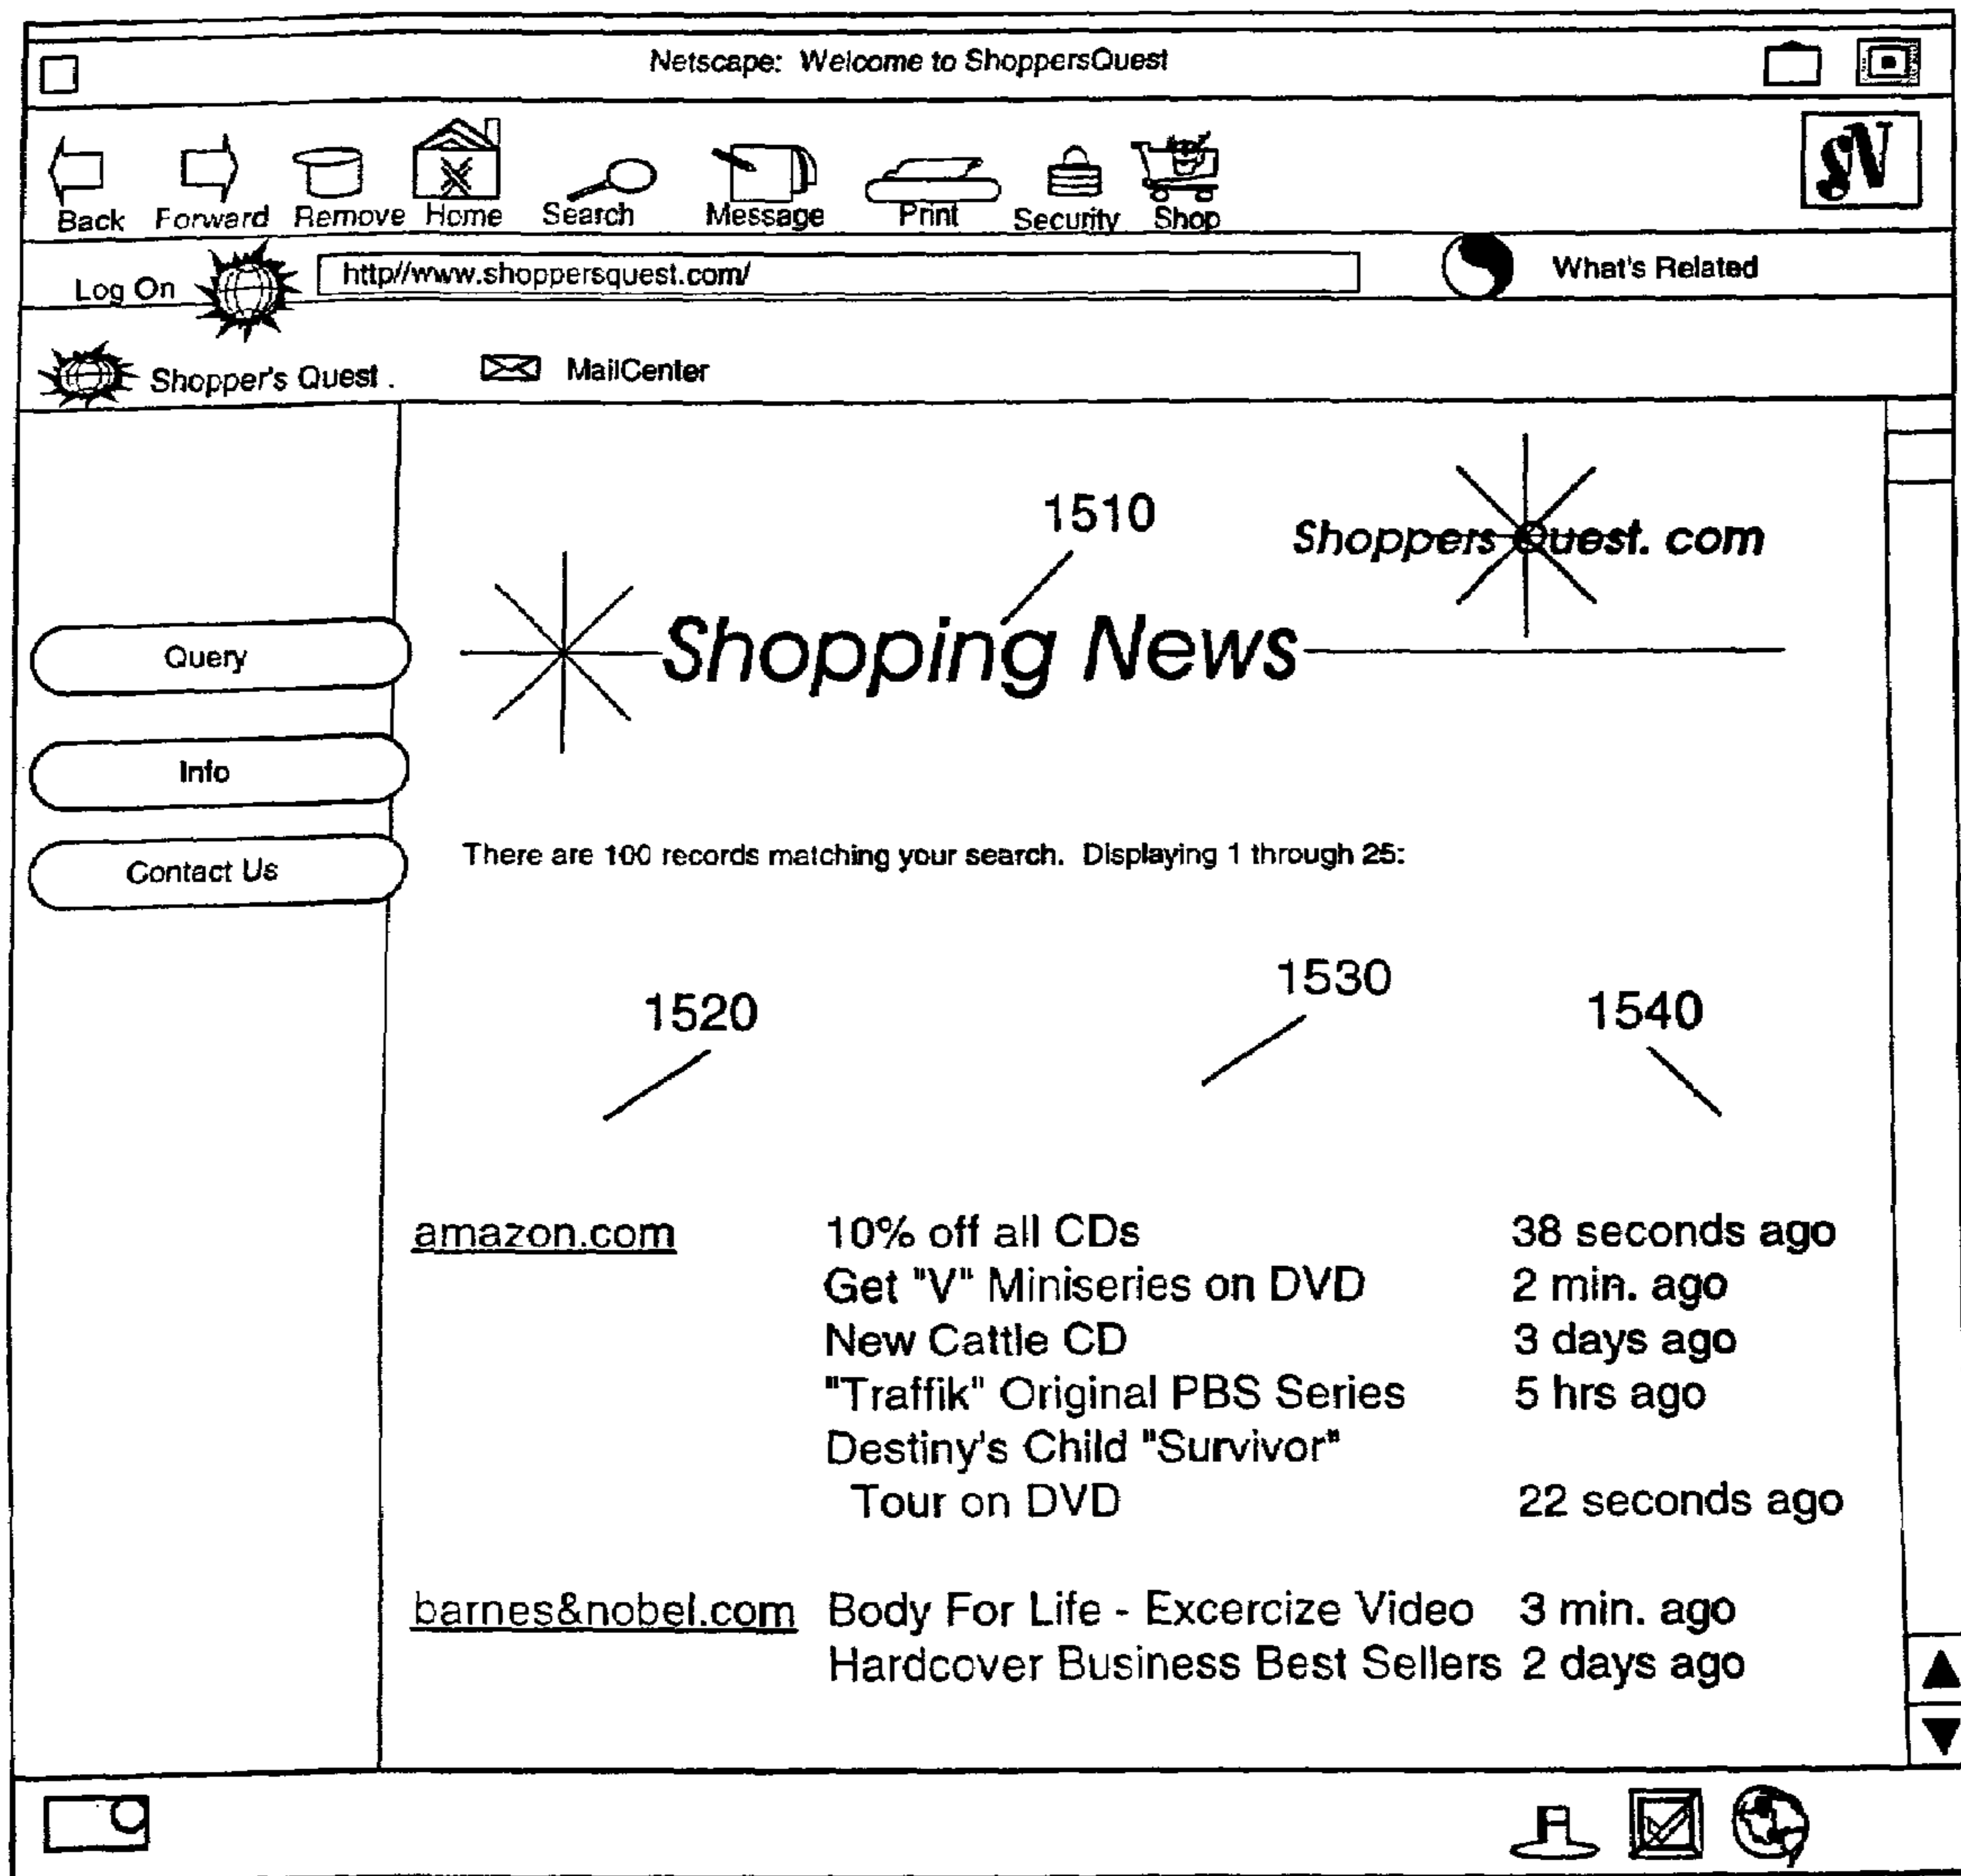 Netscape: Welcome to ShoppersQuest
Back Forward Remove Home Search Message Print Security Shop
Log On http//www.shoppersquest.com/ What's Related
Shopper's Quest . MailCenter
1510
Shoppers Quest. com
Shopping News
Query
Info
Contact Us
There are 100 records matching your search. Displaying 1 through 25:
1520 1530 1540
amazon.com 10% off all CDs 38 seconds ago
Get "V" Miniseries on DVD 2 min. ago
New Cattle CD 3 days ago
"Traffik" Original PBS Series 5 hrs ago
Destiny's Child "Survivor"
Tour on DVD 22 seconds ago
barnes&nobel.com Body For Life - Excercize Video 3 min. ago
Hardcover Business Best Sellers 2 days ago